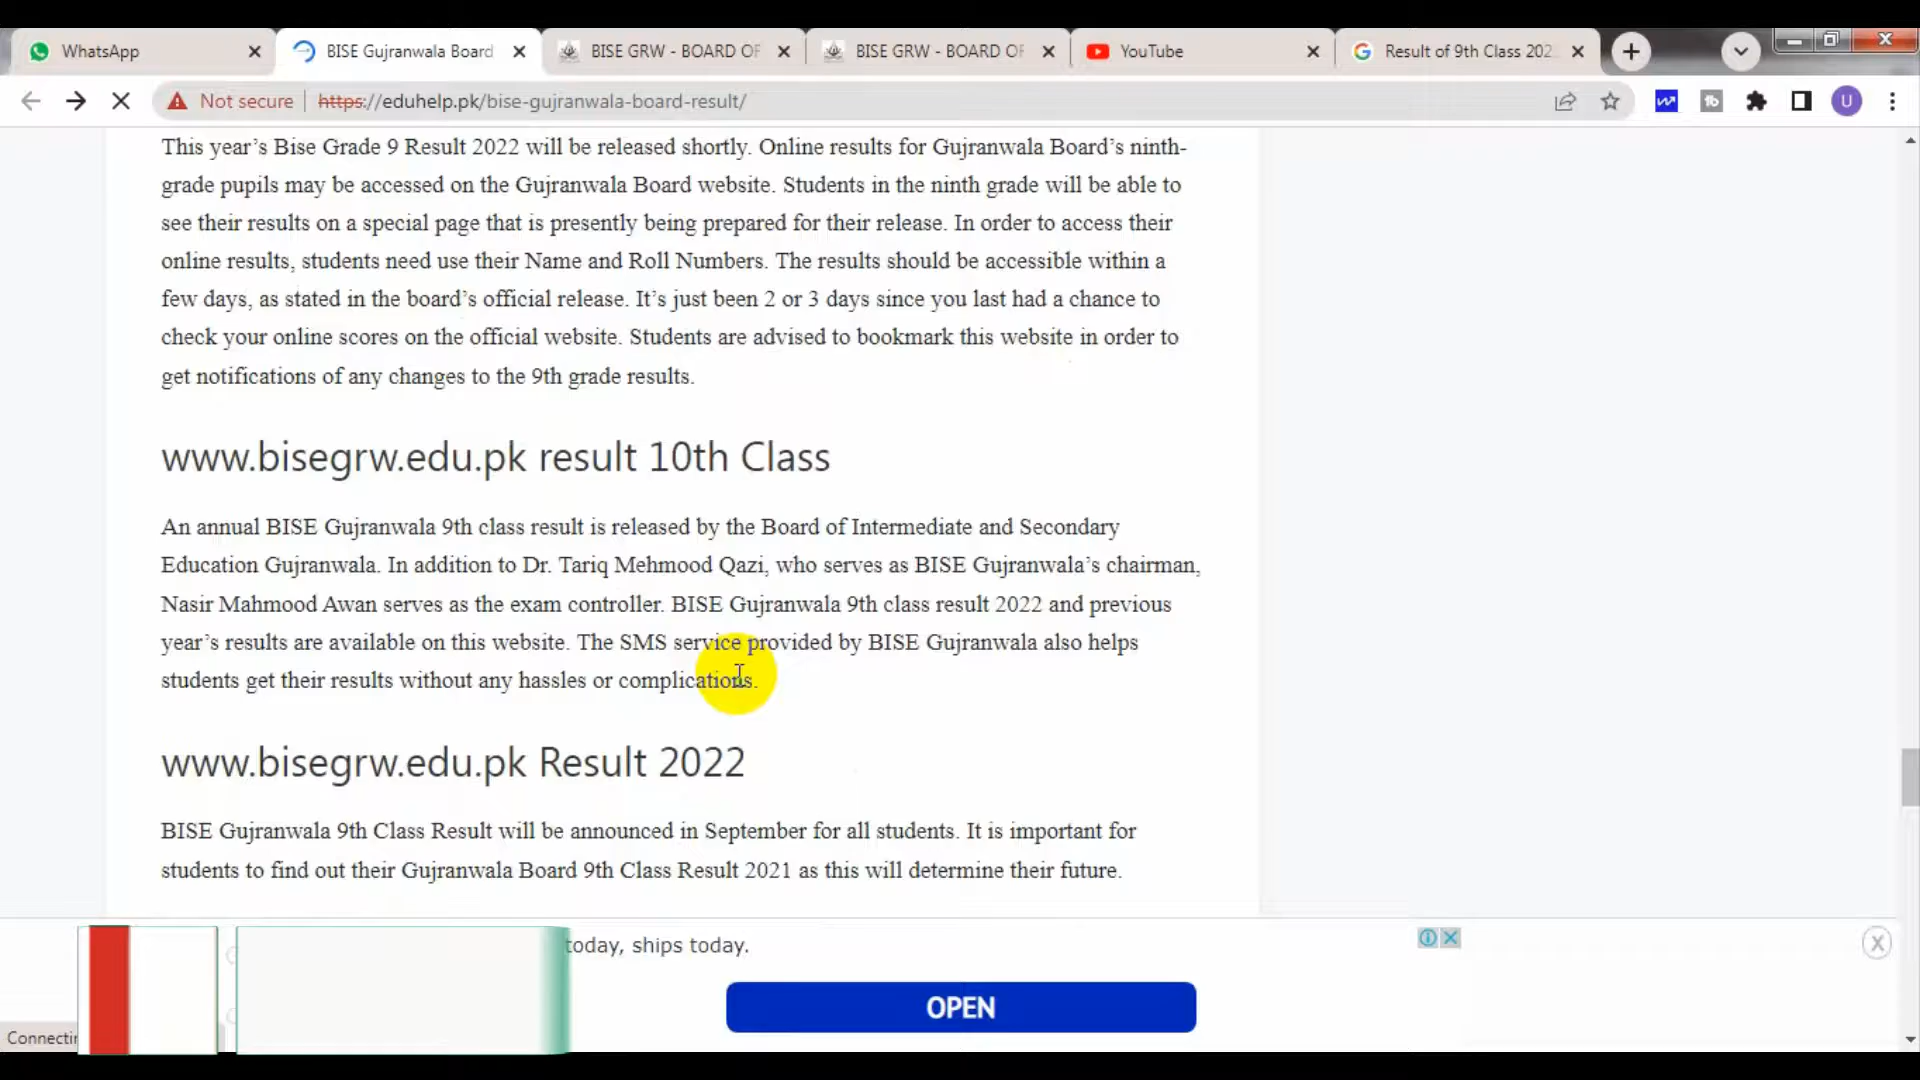 WhatsApp
BISE Gujranwala Board
BISE GRW - BOARD OF
BISE GRW - BOARD OF
YouTube
Result of 9th Class 202
Not secure
https://eduhelp.pk/bise-gujranwala-board-result/
U
This year’s Bise Grade 9 Result 2022 will be released shortly. Online results for Gujranwala Board’s ninth-
grade pupils may be accessed on the Gujranwala Board website. Students in the ninth grade will be able to
see their results on a special page that is presently being prepared for their release. In order to access their
online results, students need use their Name and Roll Numbers. The results should be accessible within a
few days, as stated in the board’s official release. It’s just been 2 or 3 days since you last had a chance to
check your online scores on the official website. Students are advised to bookmark this website in order to
get notifications of any changes to the 9th grade results.
www.bisegrw.edu.pk result 10th Class
An annual BISE Gujranwala 9th class result is released by the Board of Intermediate and Secondary
Education Gujranwala. In addition to Dr. Tariq Mehmood Qazi, who serves as BISE Gujranwala’s chairman,
Nasir Mahmood Awan serves as the exam controller. BISE Gujranwala 9th class result 2022 and previous
year’s results are available on this website. The SMS service provided by BISE Gujranwala also helps
students get their results without any hassles or complications.
www.bisegrw.edu.pk Result 2022
BISE Gujranwala 9th Class Result will be announced in September for all students. It is important for
students to find out their Gujranwala Board 9th Class Result 2021 as this will determine their future.
today, ships today.
OPEN